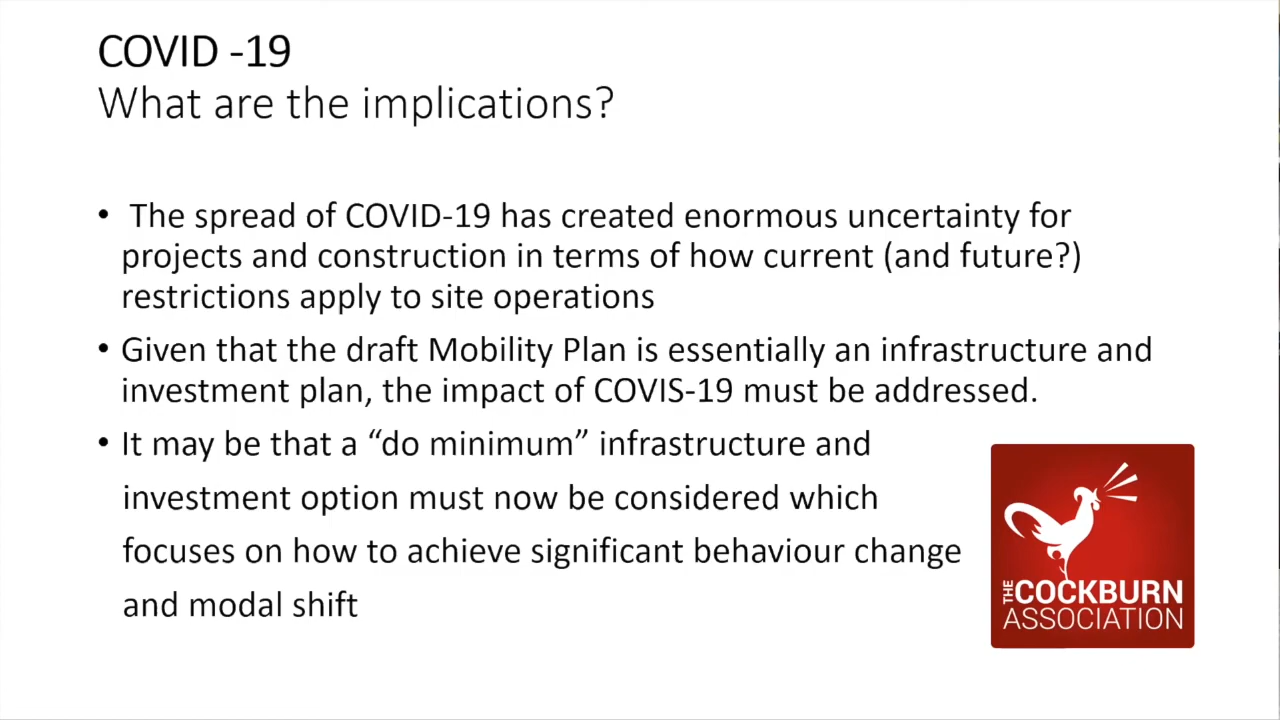 COVID -19
What are the implications?
• The spread of COVID-19 has created enormous uncertainty for
projects and construction in terms of how current (and future?)
restrictions apply to site operations
• Given that the draft Mobility Plan is essentially an infrastructure and
investment plan, the impact of COVIS-19 must be addressed.
• It may be that a “do minimum” infrastructure and
investment option must now be considered which
focuses on how to achieve significant behaviour change
and modal shift
THE COCKBURN
ASSOCIATION